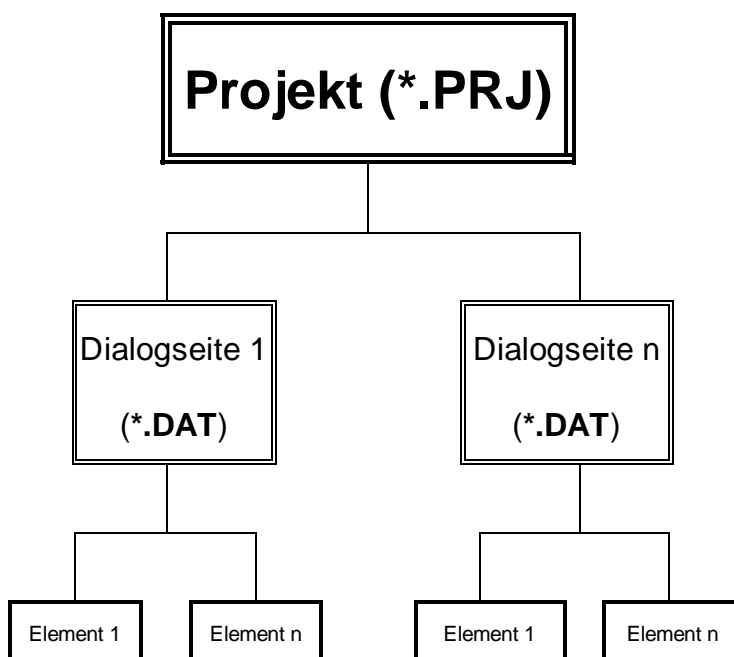 Projekt (*.PRJ)
Dialogseite 1
(*.DAT)
Dialogseite n
(*.DAT)
Element 1
Element n
Element 1
Element n